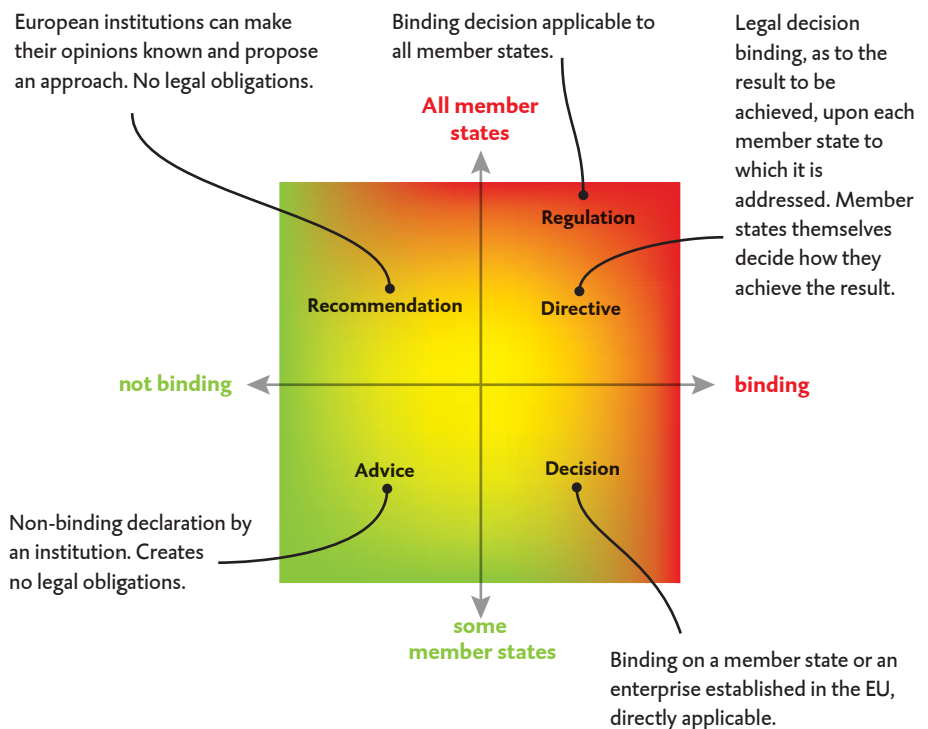 European institutions can make
their opinions known and propose
an approach. No legal obligations.
Binding decision applicable to
all member states.
Legal decision
binding, as to the
result to be
achieved, upon each
member state to
which it is
addressed. Member
states themselves
decide how they
achieve the result.
All member
states
Regulation
Recommendation
Directive
not binding
binding
Advice
Decision
Non-binding declaration by
an institution. Creates
no legal obligations.
some
member states
Binding on a member state or an
enterprise established in the EU,
directly applicable.